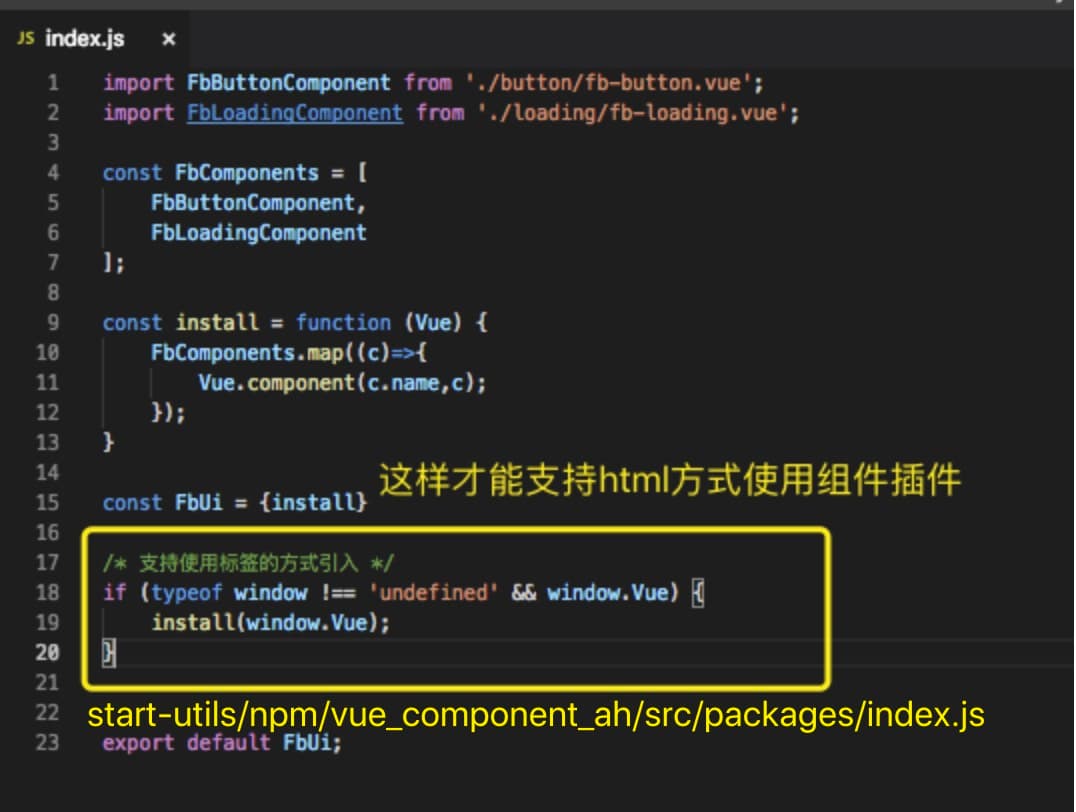 JS index.js ×
1 import FbButtonComponent from './button/fb-button.vue';
2 import FbLoadingComponent from './loading/fb-loading.vue';
3
4 const FbComponents = [
5     FbButtonComponent,
6     FbLoadingComponent
7 ];
8
9 const install = function (Vue) {
10     FbComponents.map((c)=>{
11         Vue.component(c.name,c);
12     });
13 }
14
这样才能支持html方式使用组件插件
15 const FbUi = {install}
16
17 /* 支持使用标签的方式引入 */
18 if (typeof window !== 'undefined' && window.Vue) {
19     install(window.Vue);
20 }
21
22 start-utils/npm/vue_component_ah/src/packages/index.js
23 export default FbUi;